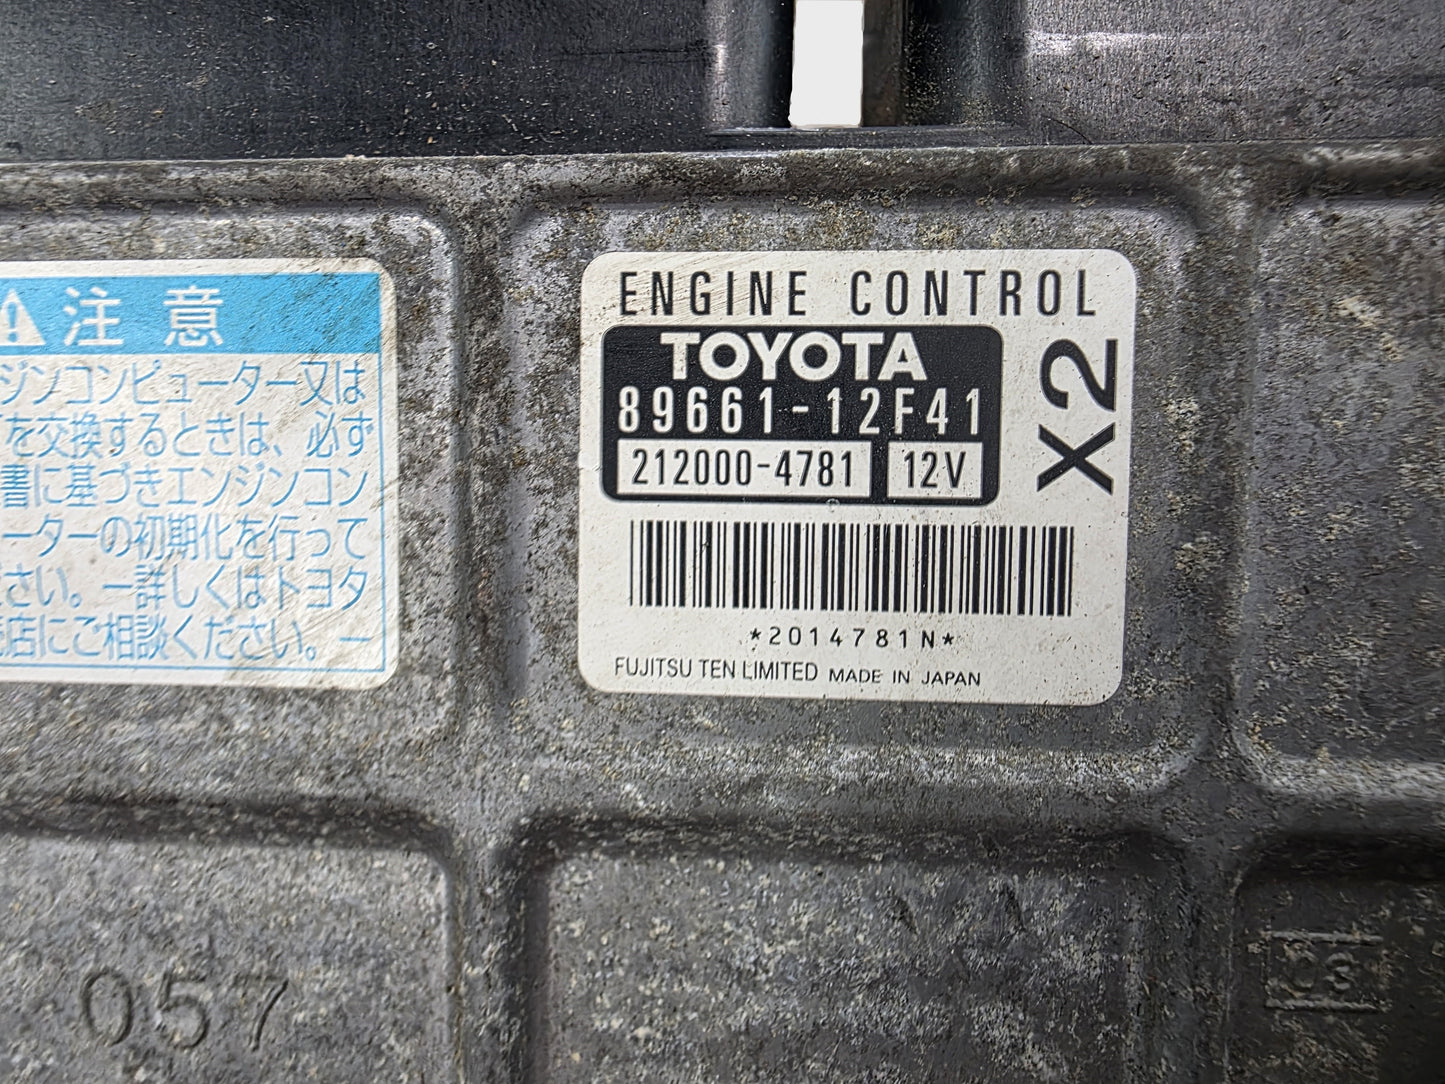 注 意
ジンコンピューター又は
を交換するときは、必ず
書に基づきエンジンコン
ーターの初期化を行って
さい。ー詳しくはトヨタ
店にご相談ください。ー
ENGINE CONTROL
TOYOTA
89661-12F41
212000-4781 12V
X2
*2014781N*
FUJITSU TEN LIMITED MADE IN JAPAN
057